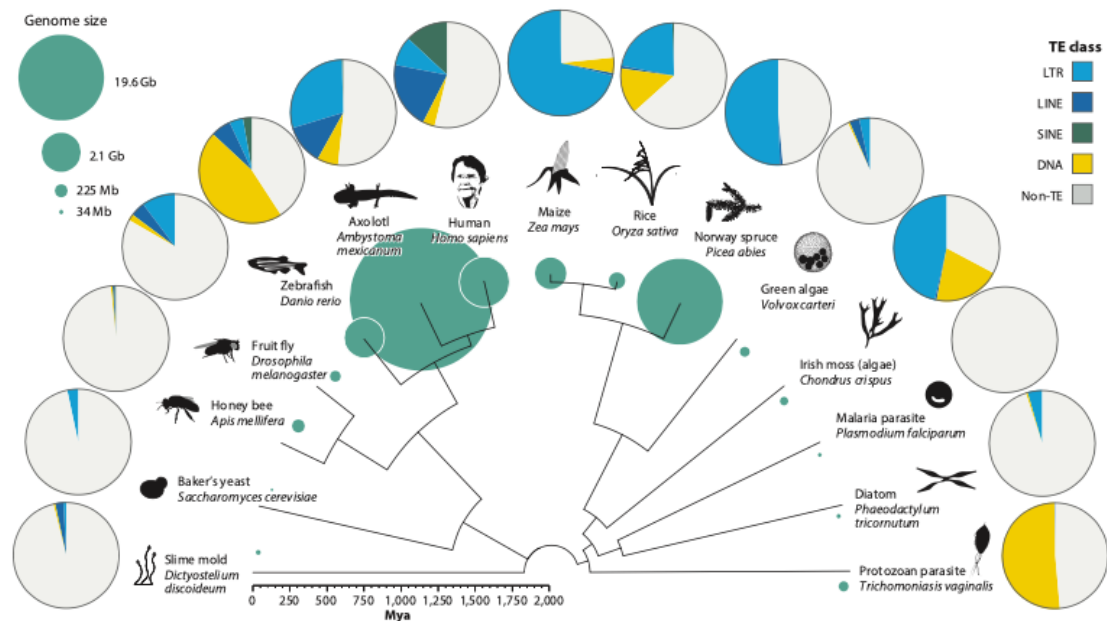 Genome size
19.6 Gb
2.1 Gb
225 Mb
34 Mb
TE class
LTR
LINE
SINE
DNA
Non-TE
Axolotl
Ambystoma
mexicanum
Human
Homo sapiens
Maize
Zea mays
Rice
Oryza sativa
Norway spruce
Picea abies
Zebrafish
Danio rerio
Green algae
Volvox carteri
Fruit fly
Drosophila
melanogaster
Irish moss (algae)
Chondrus crispus
Honey bee
Apis mellifera
Malaria parasite
Plasmodium falciparum
Baker's yeast
Saccharomyces cerevisiae
Diatom
Phaeodactylum
tricornutum
Slime mold
Dictyostelium
discoideum
Protozoan parasite
Trichomoniasis vaginalis
0 250 500 750 1,000 1,250 1,500 1,750 2,000
Mya